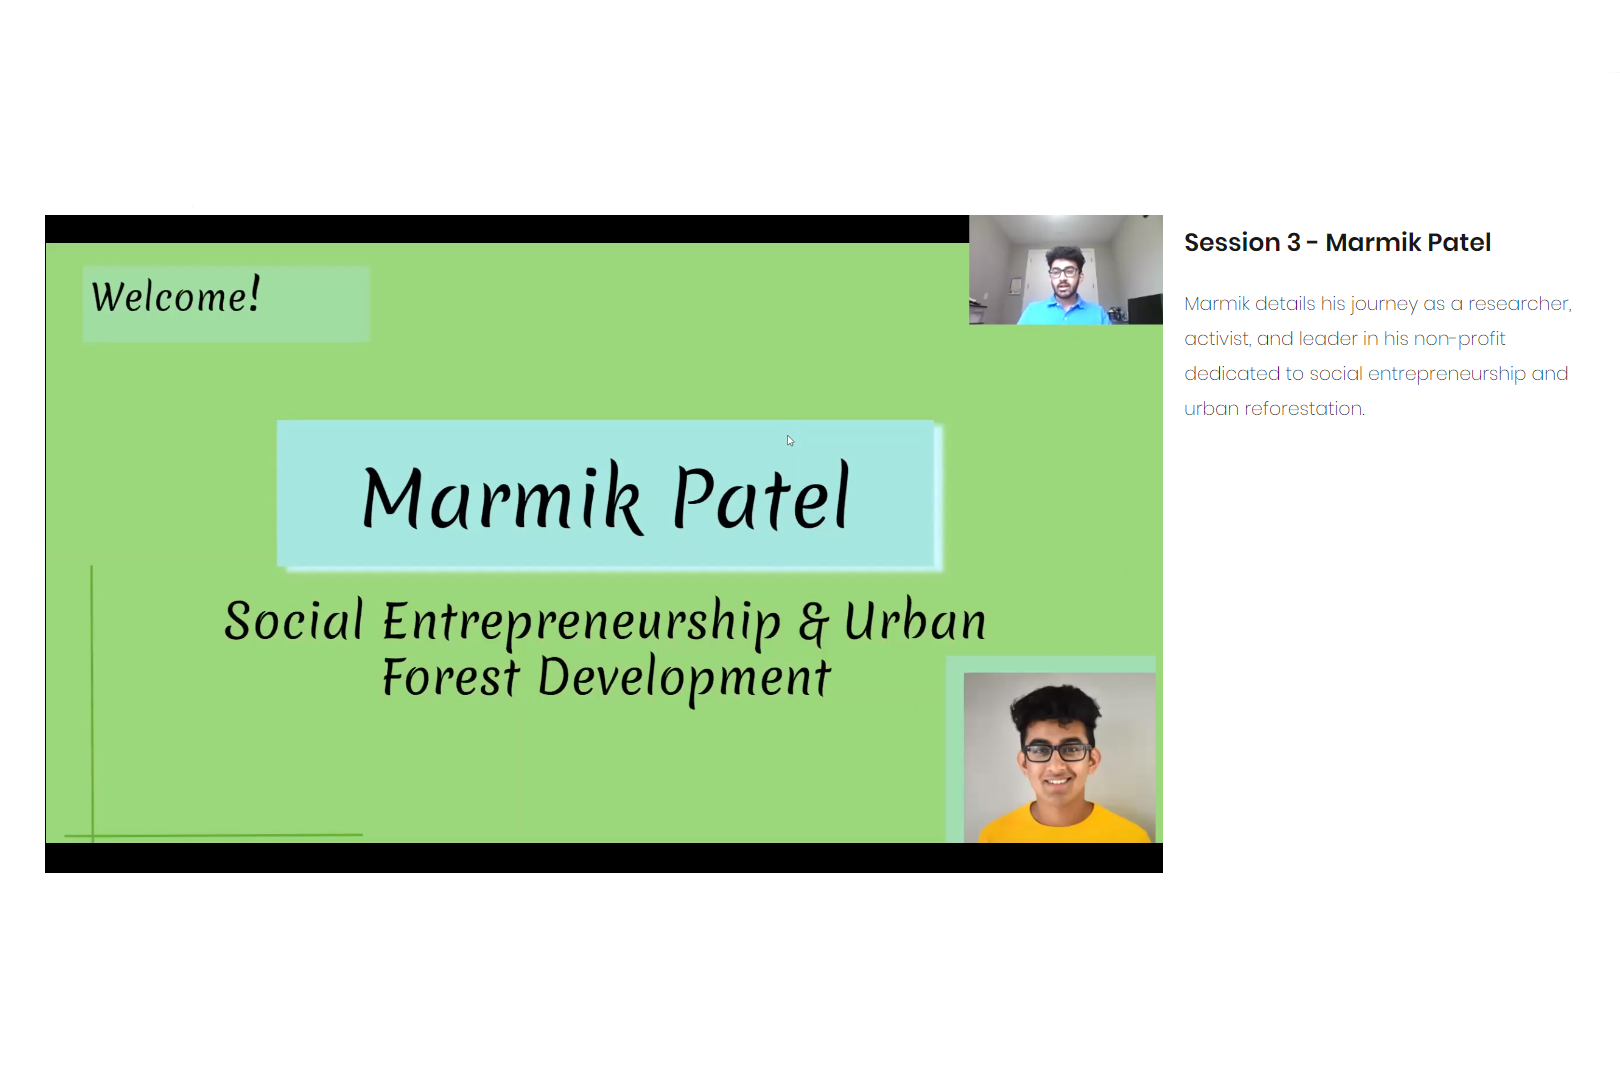 Welcome!
Marmik Patel
Social Entrepreneurship & Urban
Forest Development
Session 3 - Marmik Patel
Marmik details his journey as a researcher,
activist, and leader in his non-profit
dedicated to social entrepreneurship and
urban reforestation.